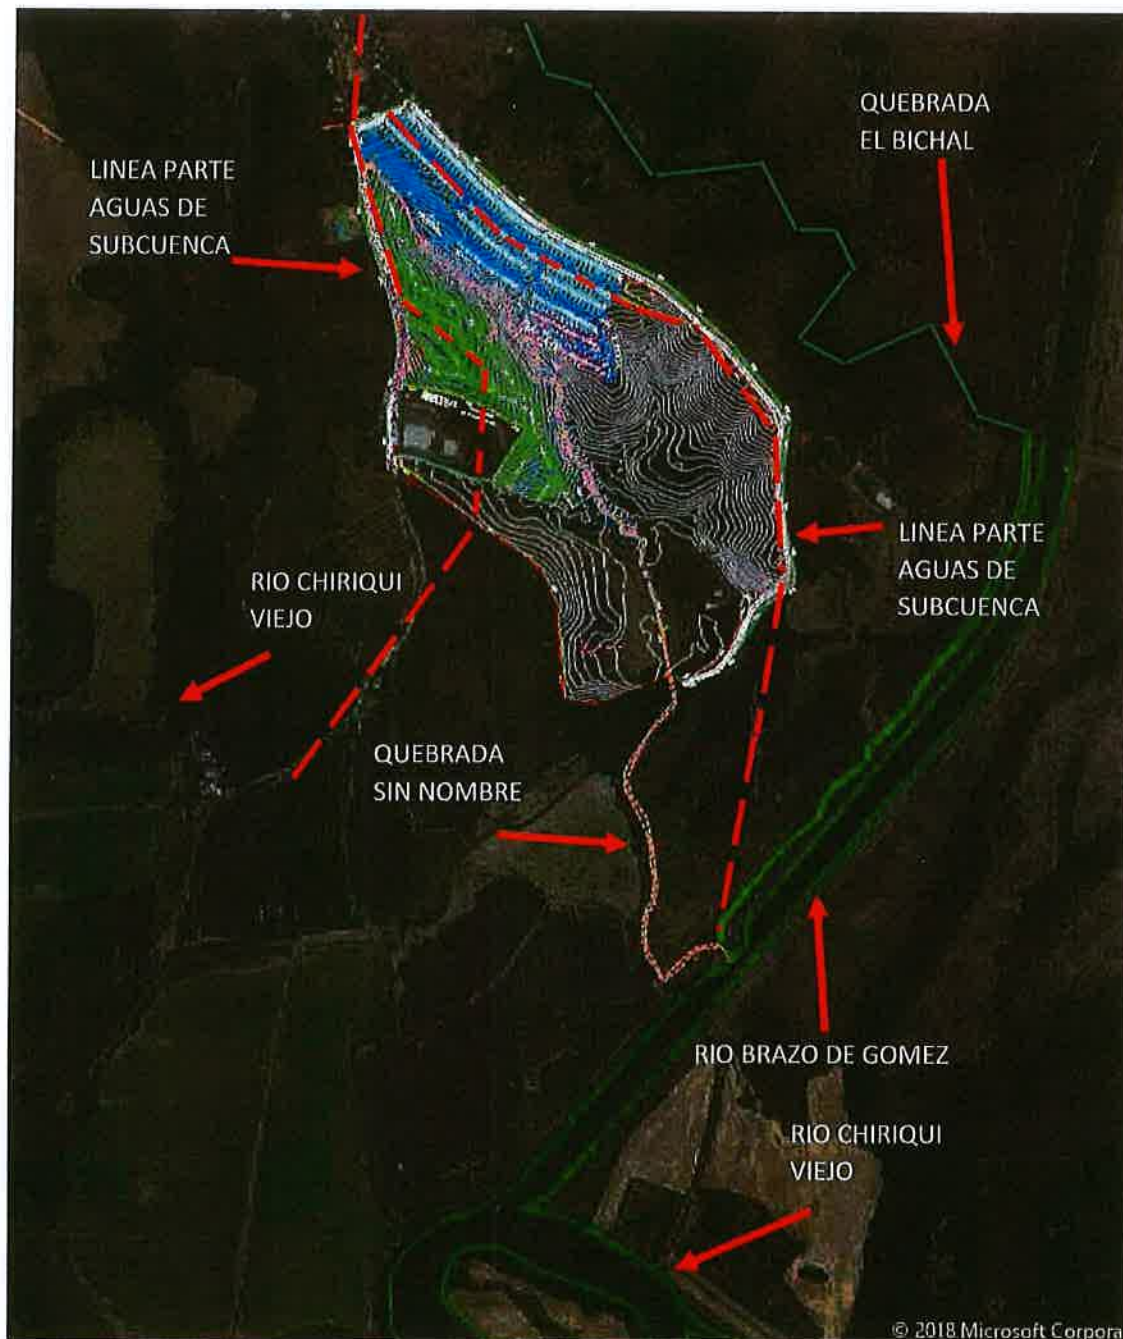 QUEBRADA
EL BICHAL
LINEA PARTE
AGUAS DE
SUBCUENCA
LINEA PARTE
AGUAS DE
SUBCUENCA
RIO CHIRIQUI
VIEJO
QUEBRADA
SIN NOMBRE
RIO BRAZO DE GOMEZ
RIO CHIRIQUI
VIEJO
© 2018 Microsoft Corpora